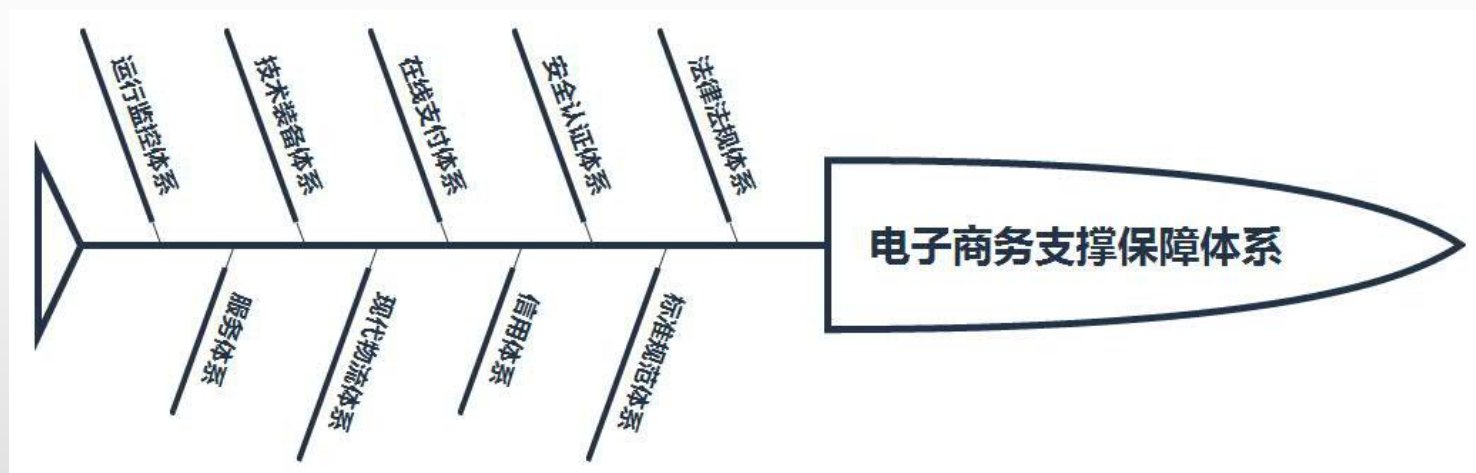 运行监控体系
技术装备体系
在线支付体系
安全认证体系
法律法规体系
电子商务支撑保障体系
服务体系
现代物流体系
信用体系
标准规范体系